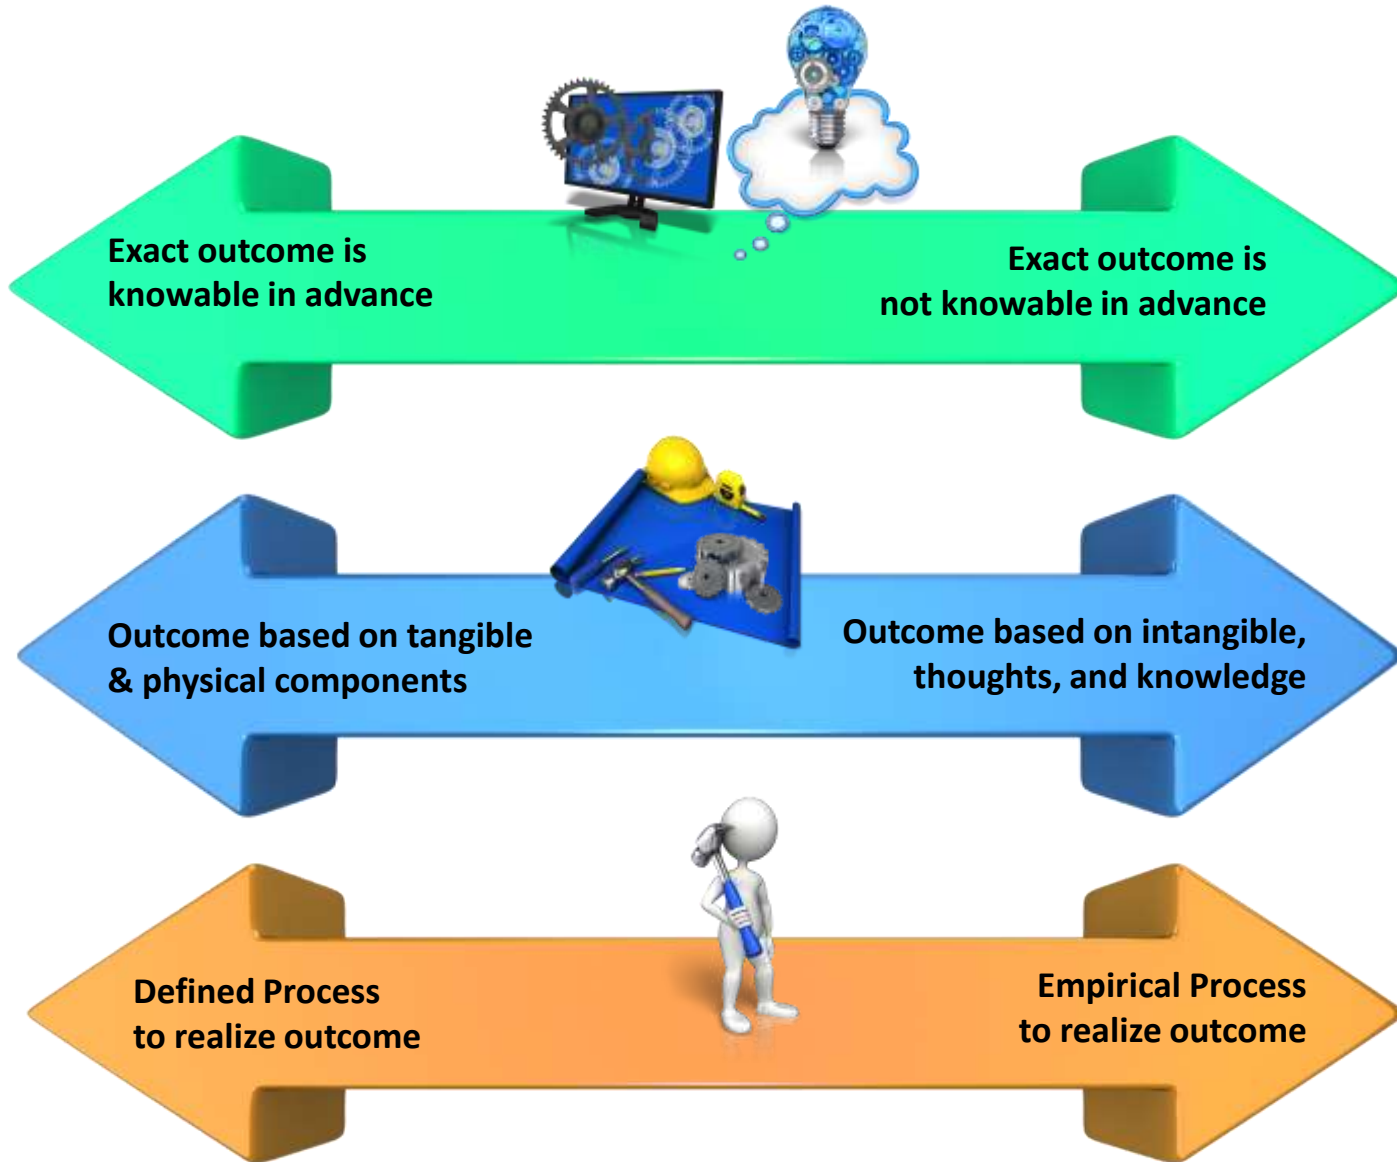 Exact outcome is
knowable in advance
Exact outcome is
not knowable in advance
Outcome based on tangible
& physical components
Outcome based on intangible,
thoughts, and knowledge
Defined Process
to realize outcome
Empirical Process
to realize outcome